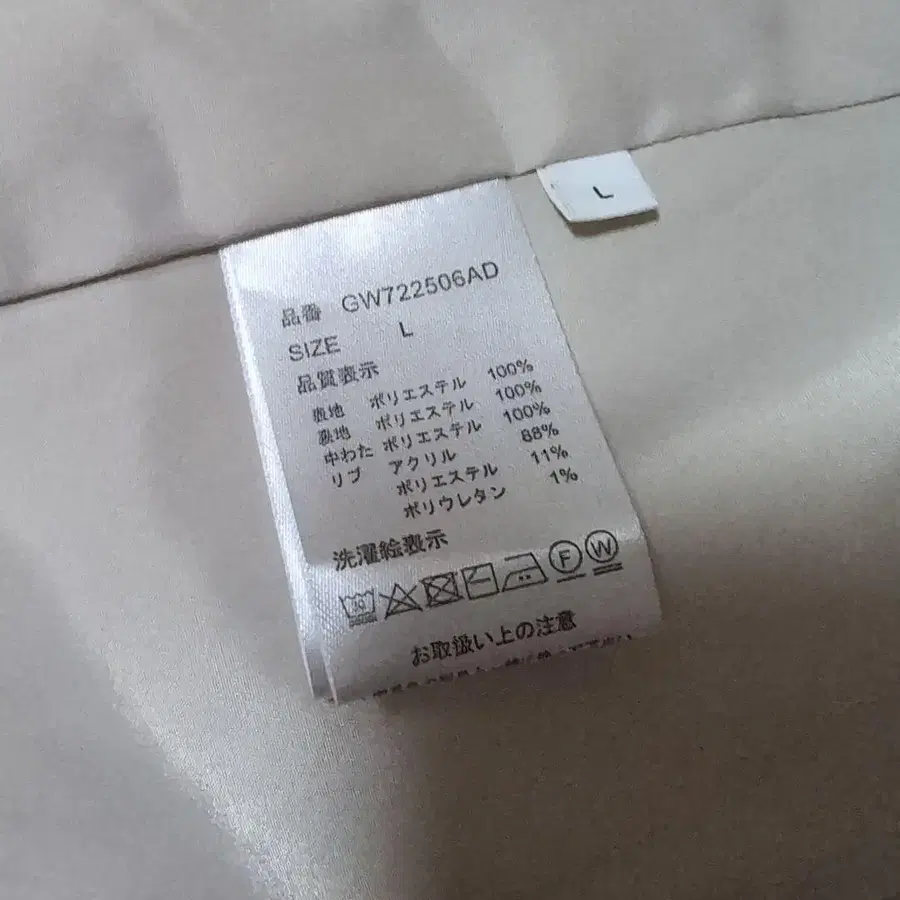 L
品番 GW722506AD
SIZE L
品質表示
表地 ポリエステル 100%
裏地 ポリエステル 100%
中わた ポリエステル 100%
リブ アクリル 88%
ポリエステル 11%
ポリウレタン 1%
洗濯絵表示
30 F W
お取扱い上の注意